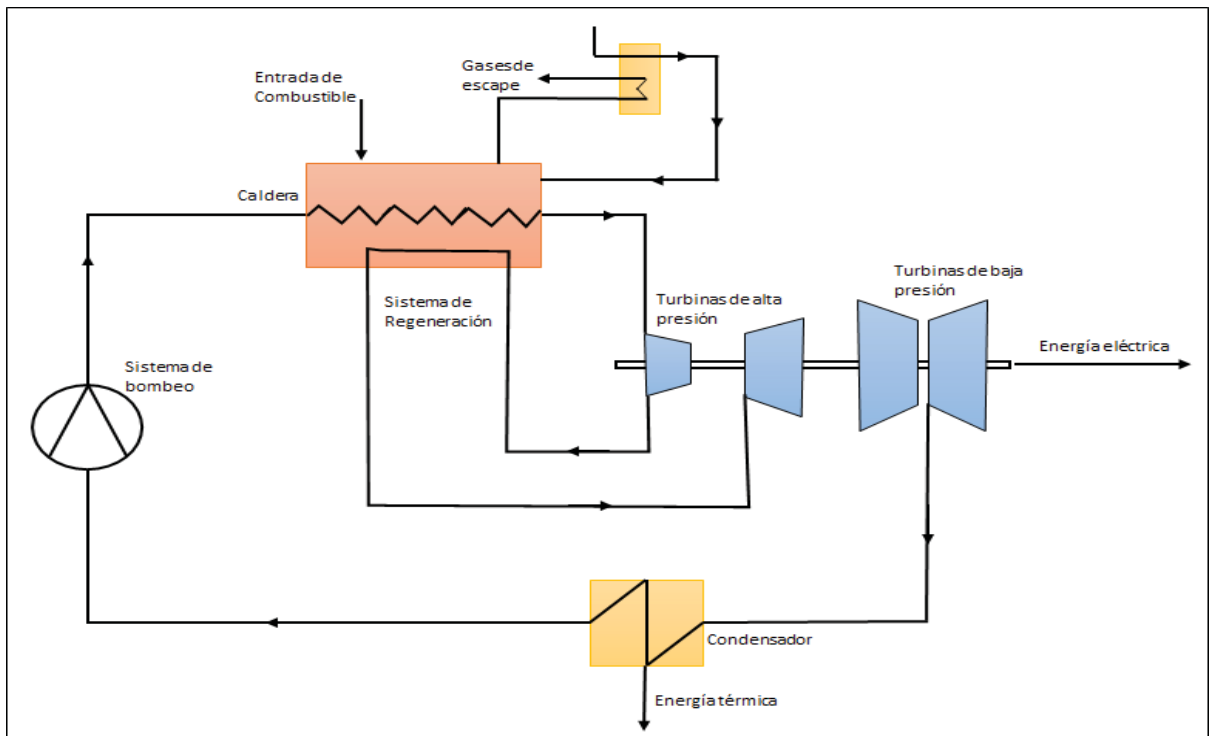 Gases de
escape
Entrada de
Combustible
Caldera
Sistema de
Regeneración
Turbinas de alta
presión
Turbinas de baja
presión
Energía eléctrica
Sistema de
bombeo
Condensador
Energía térmica